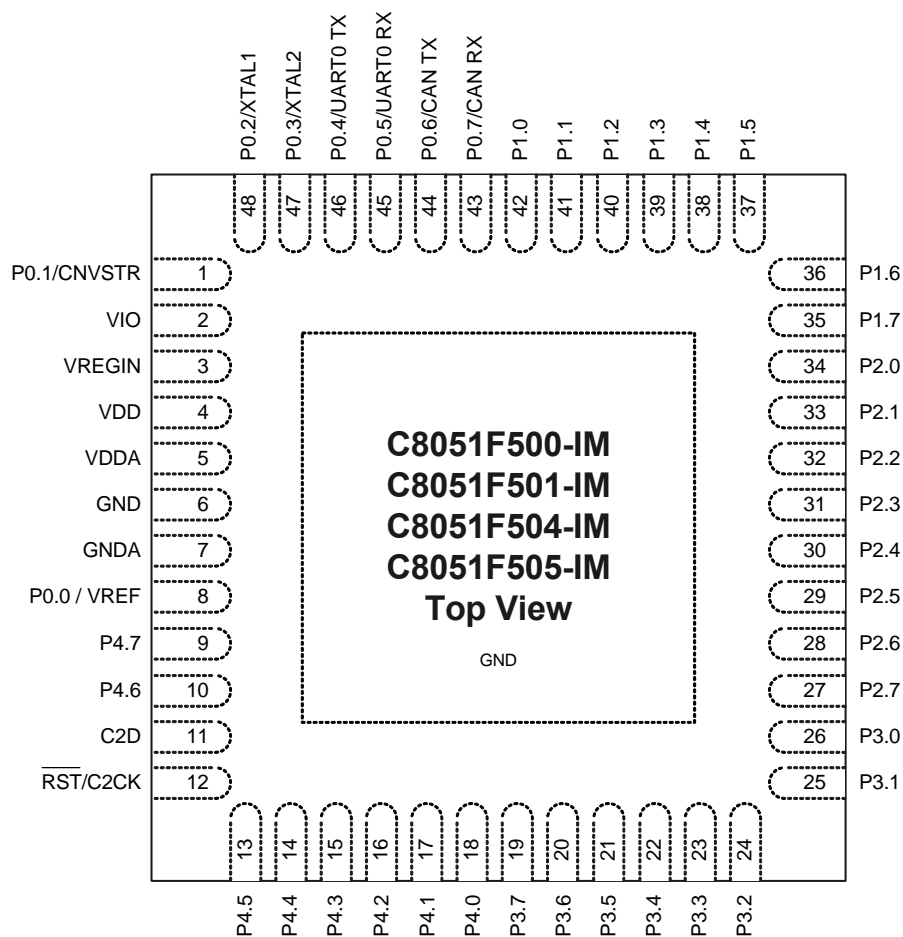 P0.2/XTAL1
P0.3/XTAL2
P0.4/UART0 TX
P0.5/UART0 RX
P0.6/CAN TX
P0.7/CAN RX
P1.0
P1.1
P1.2
P1.3
P1.4
P1.5
48
47
46
45
44
43
42
41
40
39
38
37
P0.1/CNVSTR 1
VIO 2
VREGIN 3
VDD 4
VDDA 5
GND 6
GNDA 7
P0.0 / VREF 8
P4.7 9
P4.6 10
C2D 11
RST/C2CK 12
C8051F500-IM
C8051F501-IM
C8051F504-IM
C8051F505-IM
Top View
GND
36 P1.6
35 P1.7
34 P2.0
33 P2.1
32 P2.2
31 P2.3
30 P2.4
29 P2.5
28 P2.6
27 P2.7
26 P3.0
25 P3.1
13
14
15
16
17
18
19
20
21
22
23
24
P4.5
P4.4
P4.3
P4.2
P4.1
P4.0
P3.7
P3.6
P3.5
P3.4
P3.3
P3.2